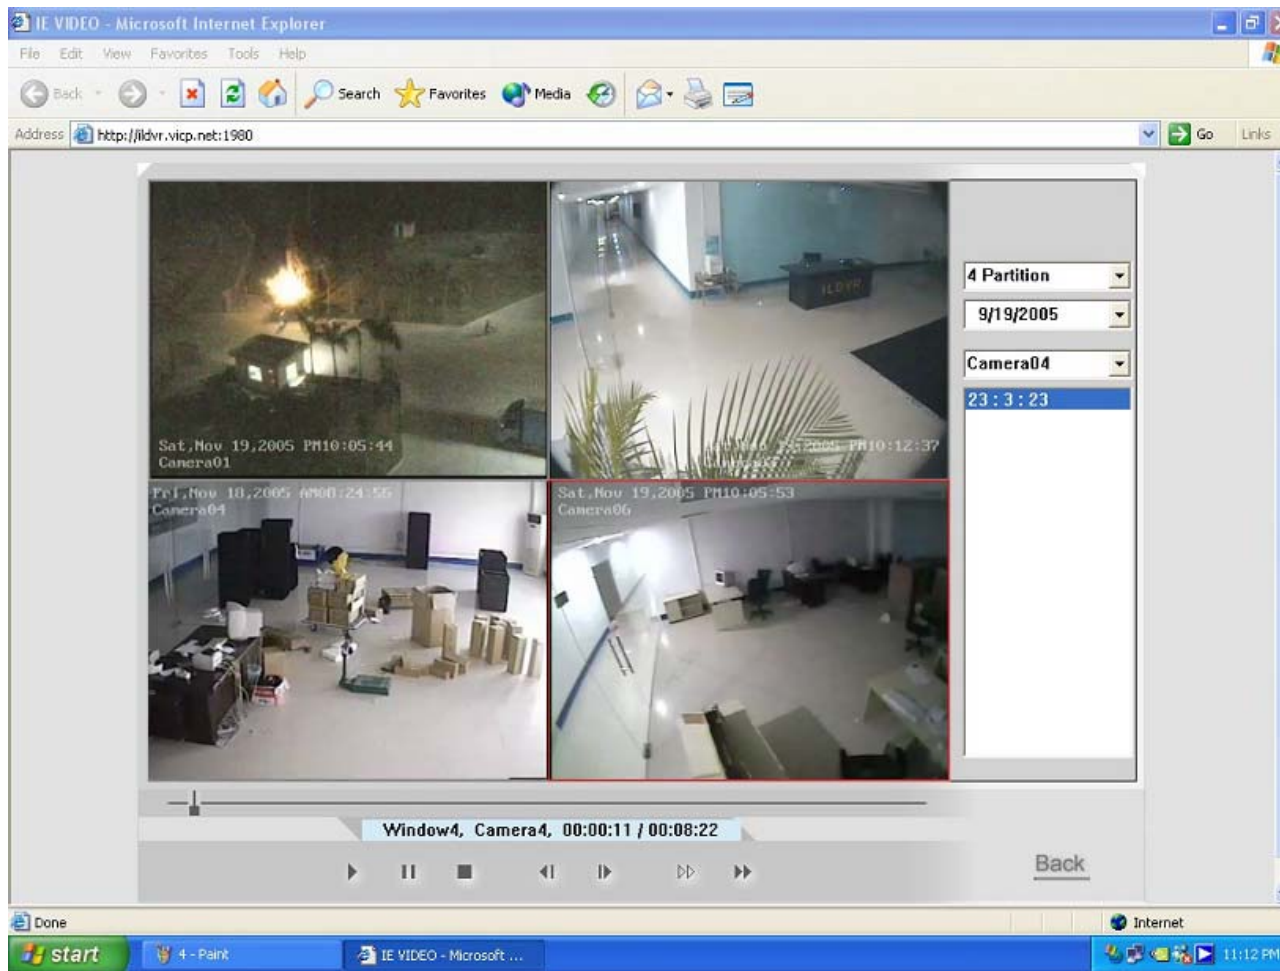 IE VIDEO - Microsoft Internet Explorer
File Edit View Favorites Tools Help
Back Search Favorites Media
Address http://ildvr.vicp.net:1980 Go Links
4 Partition
9/19/2005
Camera04
23:3:23
ILDVR
Sat,Nov 19,2005 PM10:05:44
Camera01
19,2005 PM10:12:37
Fri,Nov 18,2005 AM08:24:55
Camera04
Sat,Nov 19,2005 PM10:05:53
Camera06
Window4, Camera4, 00:00:11 / 00:08:22
Back
Done Internet
start 4 - Paint IE VIDEO - Microsoft ... 11:12 PM